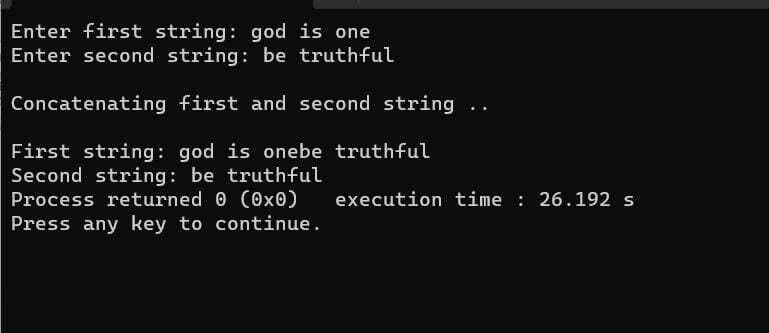 Enter first string: god is one
Enter second string: be truthful
Concatenating first and second string ..
First string: god is onebe truthful
Second string: be truthful
Process returned 0 (0x0)   execution time : 26.192 s
Press any key to continue.